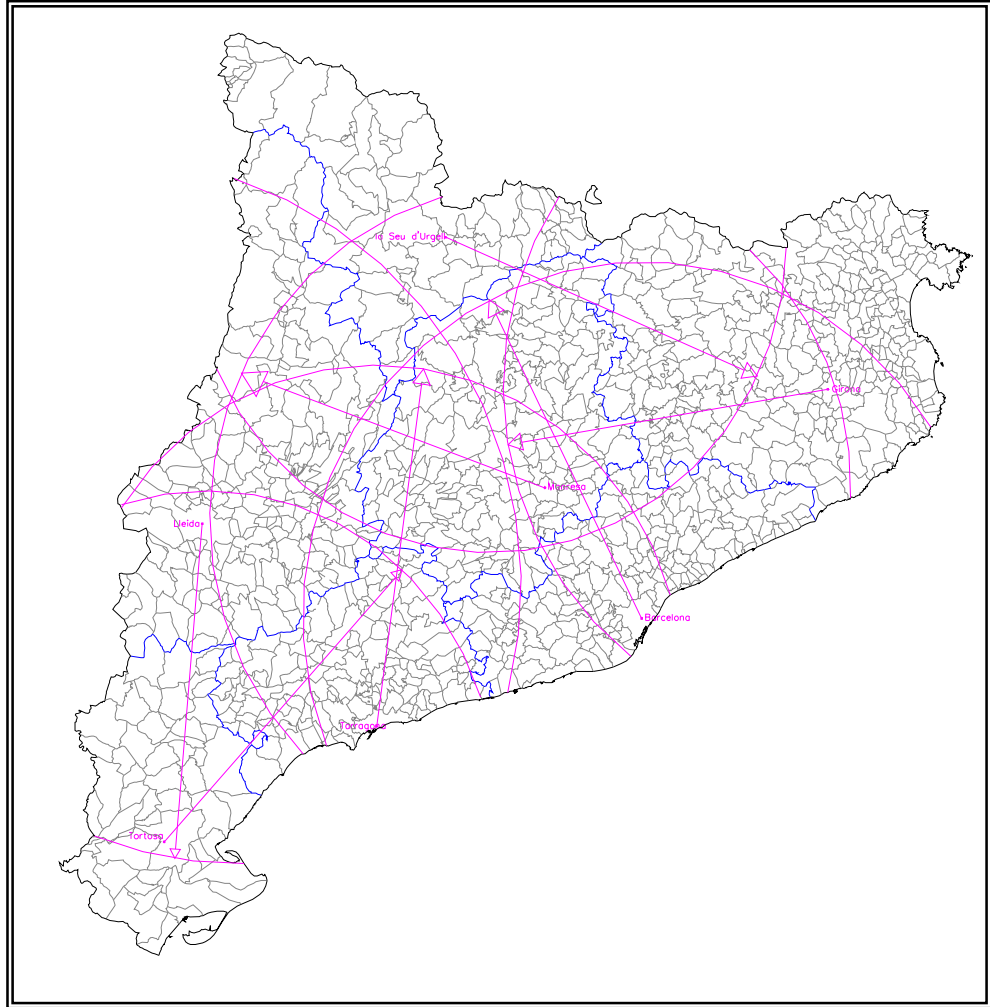 la Seu d'Urgell
Girona
Manresa
Lleida
Barcelona
Tarragona
Tortosa